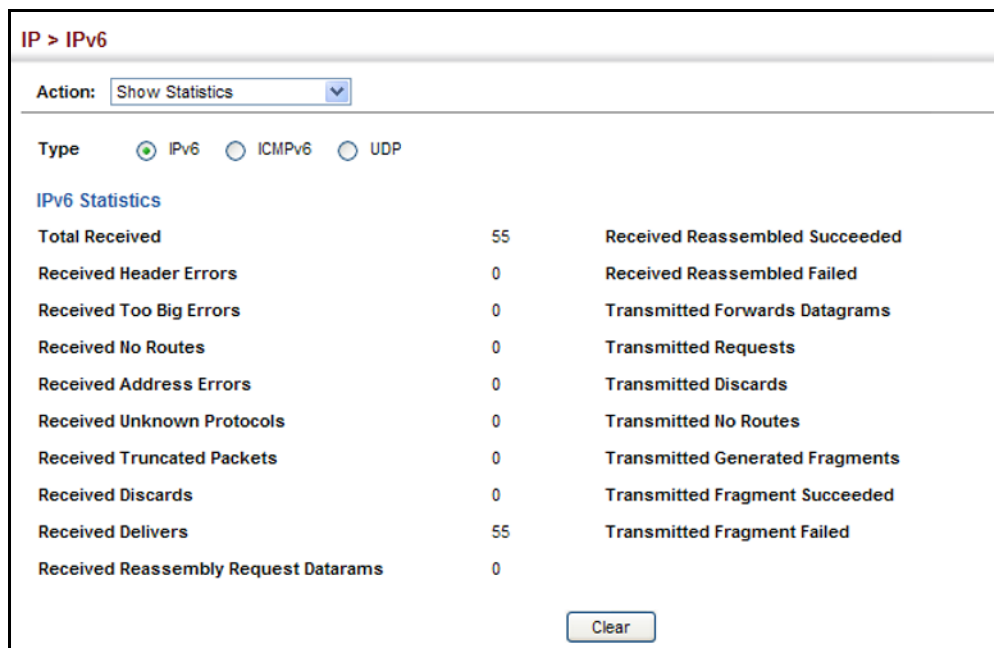 IP > IPv6
Action: Show Statistics
Type IPv6 ICMPv6 UDP
IPv6 Statistics
Total Received 55 Received Reassembled Succeeded
Received Header Errors 0 Received Reassembled Failed
Received Too Big Errors 0 Transmitted Forwards Datagrams
Received No Routes 0 Transmitted Requests
Received Address Errors 0 Transmitted Discards
Received Unknown Protocols 0 Transmitted No Routes
Received Truncated Packets 0 Transmitted Generated Fragments
Received Discards 0 Transmitted Fragment Succeeded
Received Delivers 55 Transmitted Fragment Failed
Received Reassembly Request Datarams 0
Clear